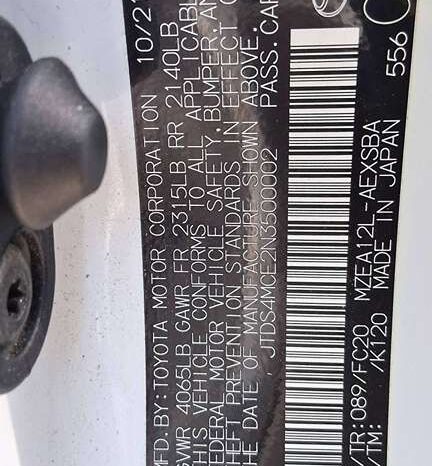 MFD. BY: TOYOTA MOTOR CORPORATION 10/21
GVWR 4065LB GAWR FR 2315LB RR 2140LB
THIS VEHICLE CONFORMS TO ALL APPLICABLE
FEDERAL MOTOR VEHICLE SAFETY, BUMPER, AN
THEFT PREVENTION STANDARDS IN EFFECT O
THE DATE OF MANUFACTURE SHOWN ABOVE.
JTDS4MCE2N3500002 PASS.CAR
/TR: 089/FC20 MZEA12L-AEXSBA
/TM: /K120 MADE IN JAPAN 556